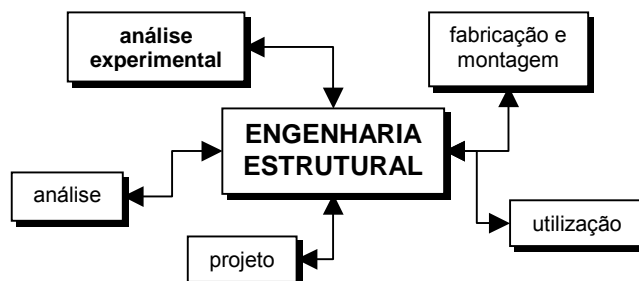 análise
experimental
fabricação e
montagem
ENGENHARIA
ESTRUTURAL
análise
utilização
projeto